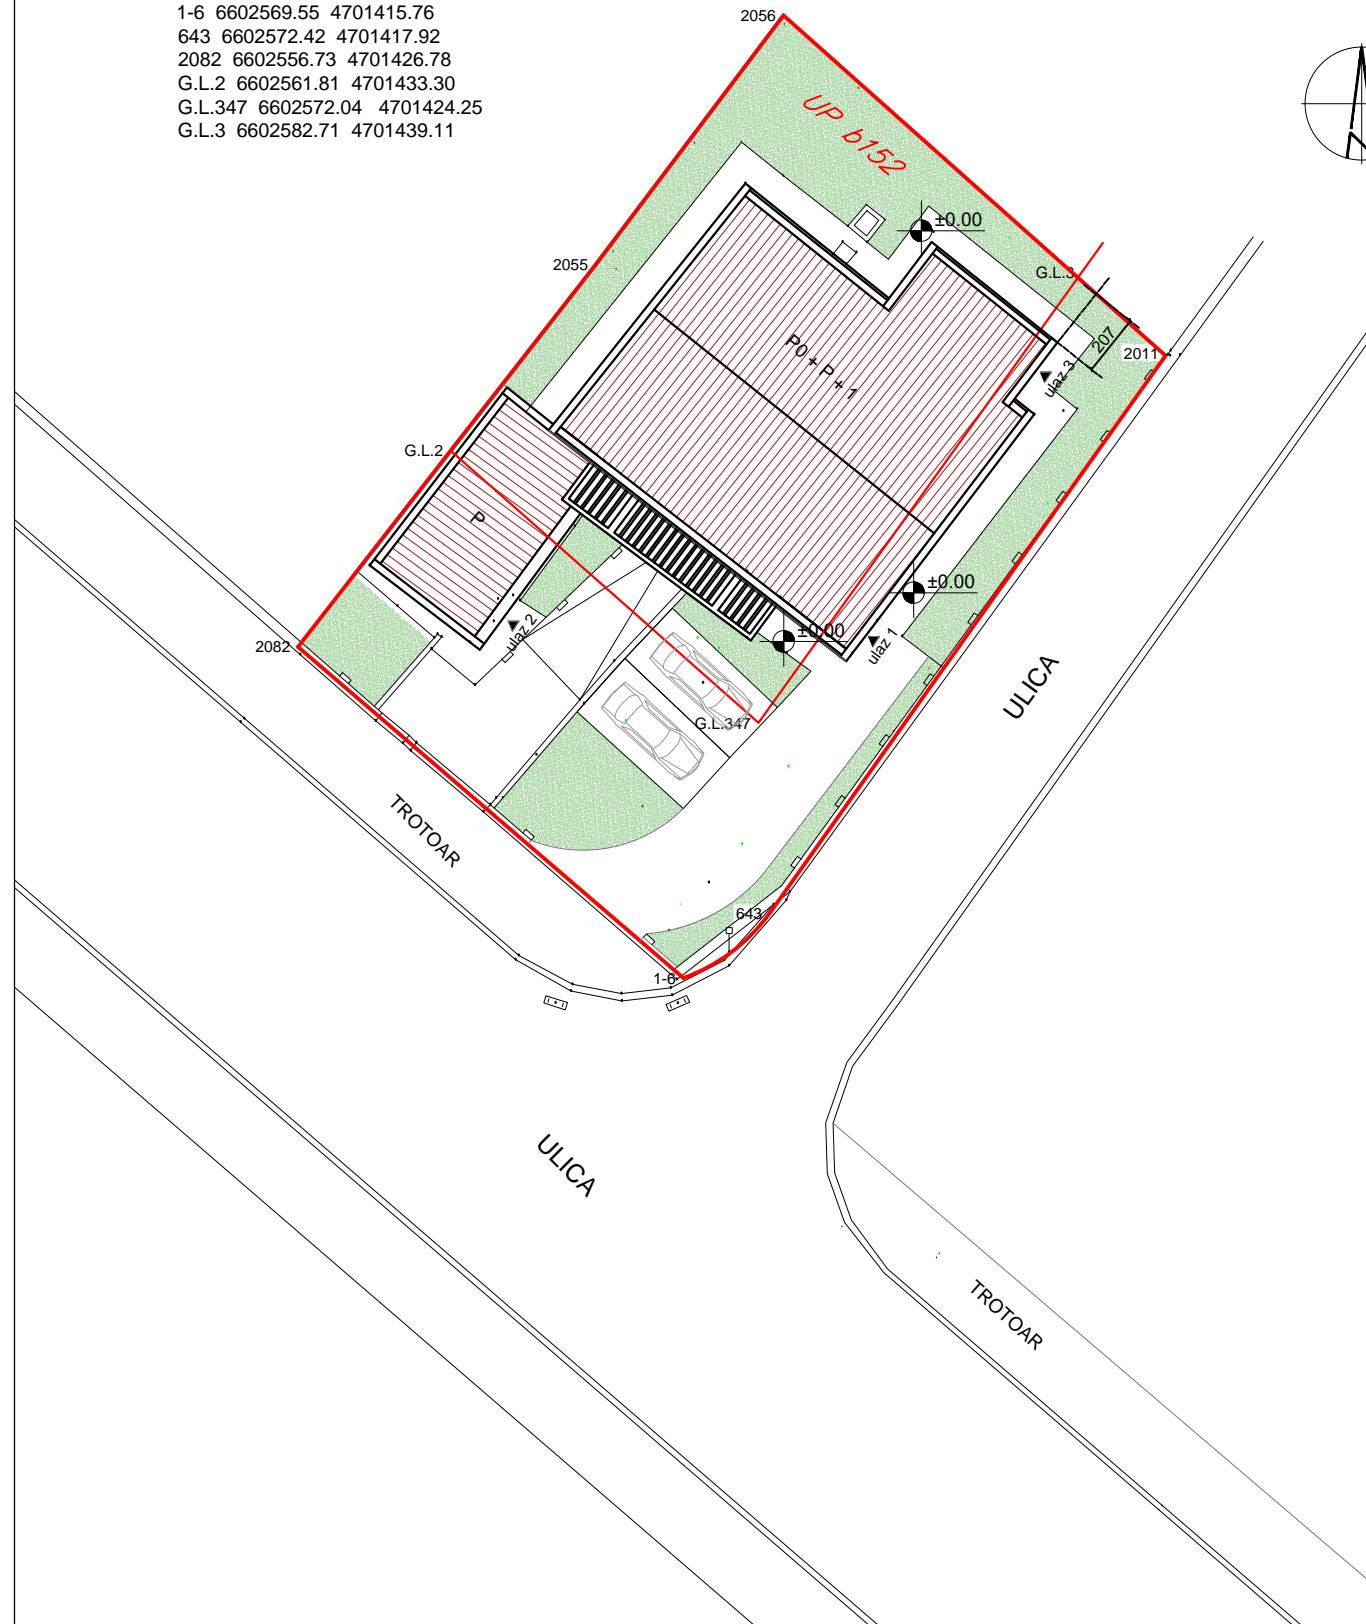 1-6 6602569.55 4701415.76
643 6602572.42 4701417.92
2082 6602556.73 4701426.78
G.L.2 6602561.81 4701433.30
G.L.347 6602572.04 4701424.25
G.L.3 6602582.71 4701439.11
2056
UP b152
±0.00
2055
G.L.3
207
2011
P0 + P + 1
ulaz 3
G.L.2
P
±0.00
±0.00
ulaz 2
ulaz 1
2082
ULICA
G.L.347
TROTOAR
643
1-6
ULICA
TROTOAR